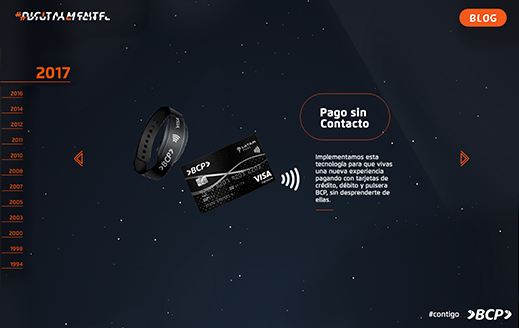 BLOG
2017
2016
2014
2012
2011
2010
2008
2007
2005
2003
2000
1998
1994
Pago sin
Contacto
Implementamos esta
tecnología para que vivas
una nueva experiencia
pagando con tarjetas de
crédito, débito y pulsera
BCP, sin desprenderte de
ellas.
>BCP>
LATAM
>BCP>
VISA
#contigo >BCP>